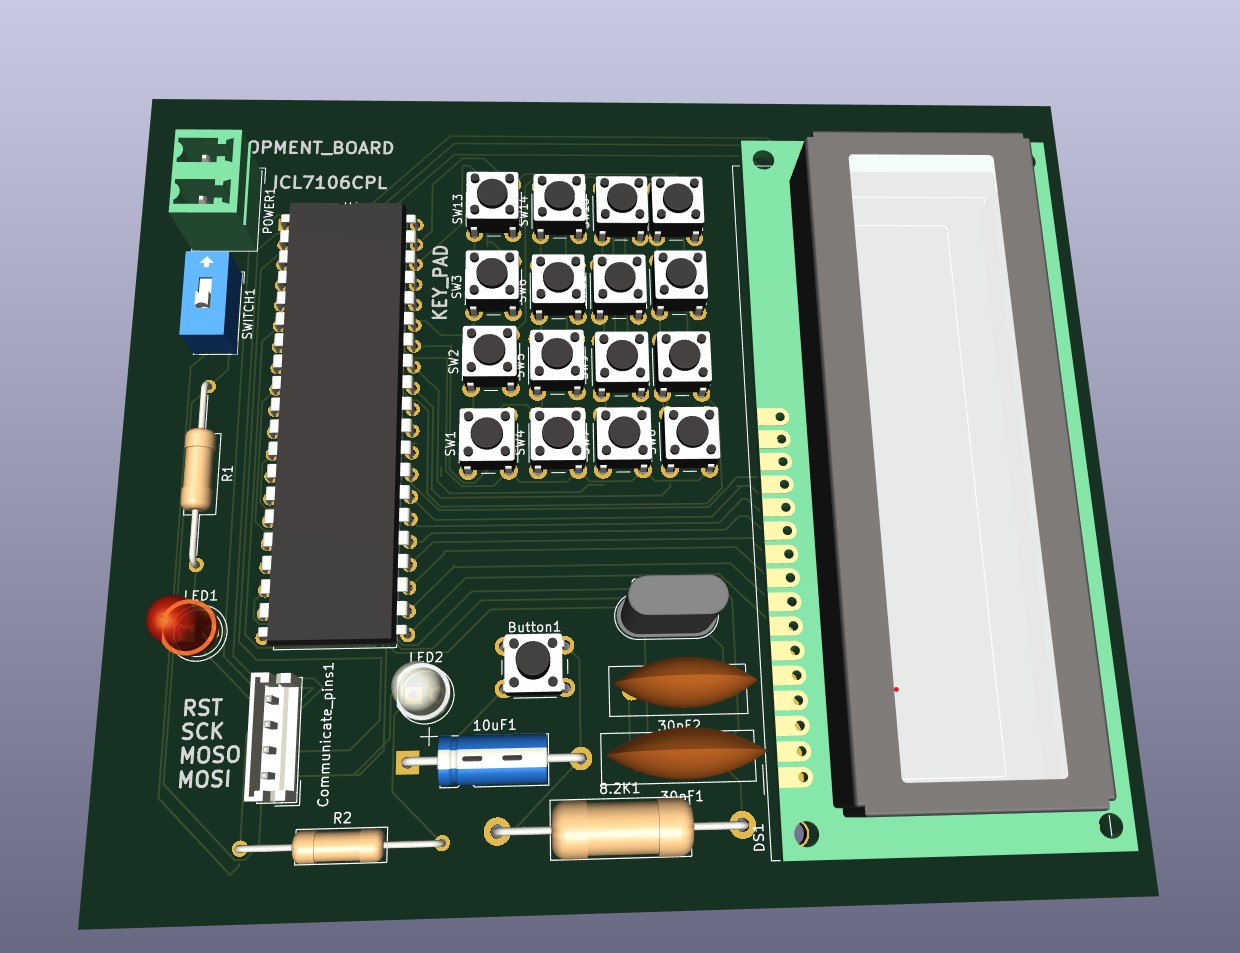 OPMENT_BOARD
ICL7106CPL
POWER1
SW13
SW14
KEY_PAD
SW3
SWITCH1
SW2
SW5
SW1
SW4
R1
LED1
Button1
LED2
Communicate_pins1
RST
SCK
MOSO
MOSI
10uF1
30pF2
8.2K1
30pF1
R2
DS1